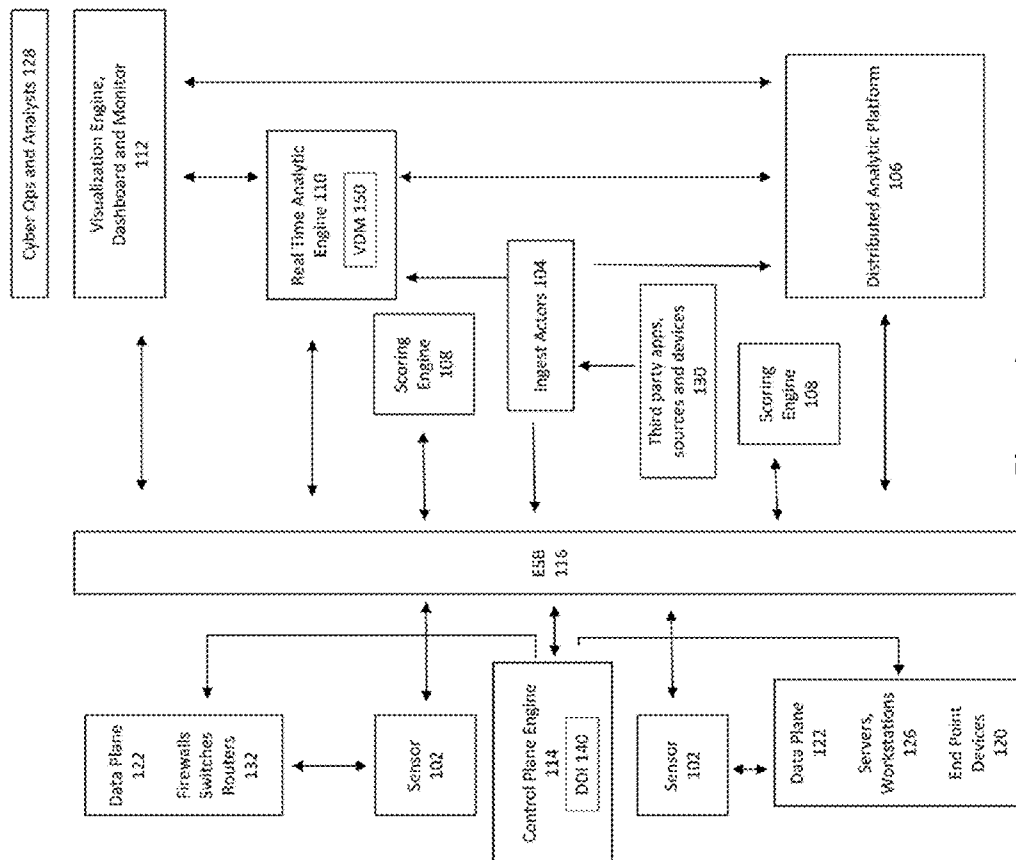 Cyber Ops and Analysts 128
Visualization Engine,
Dashboard and Monitor
112
Real Time Analytic
Engine 110
VDM 150
Scoring
Engine
108
Ingest Actors 104
Third party apps,
sources and devices
130
Scoring
Engine
108
Distributed Analytic Platform
106
ESB
116
Data Plane
122
Firewalls
Switches
Routers
132
Sensor
102
Control Plane Engine
114
DDI 140
Sensor
102
Data Plane
122
Servers,
Workstations
126
End Point
Devices
120